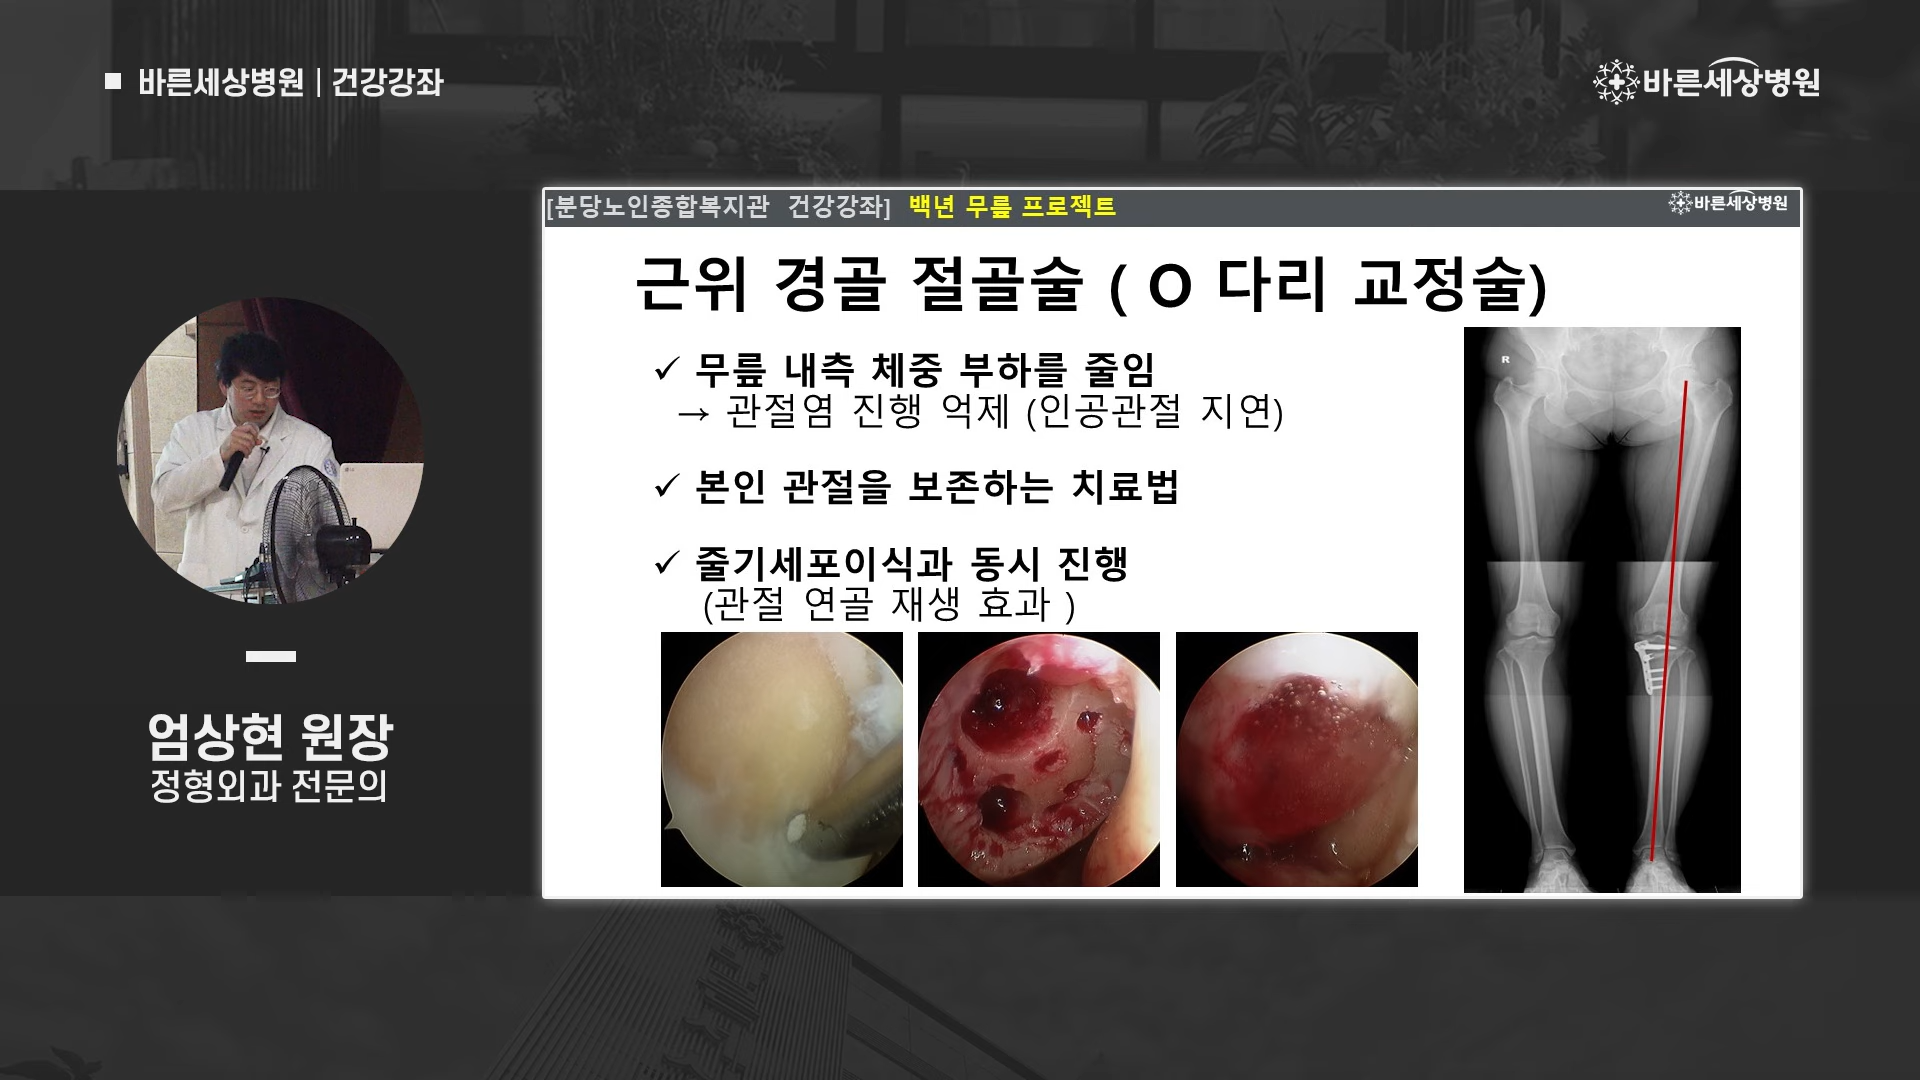 바른세상병원 | 건강강좌
바른세상병원
[분당노인종합복지관 건강강좌] 백년 무릎 프로젝트
바른세상병원
근위 경골 절골술 ( O 다리 교정술)
✓ 무릎 내측 체중 부하를 줄임
→ 관절염 진행 억제 (인공관절 지연)
✓ 본인 관절을 보존하는 치료법
✓ 줄기세포이식과 동시 진행
(관절 연골 재생 효과 )
R
엄상현 원장
정형외과 전문의